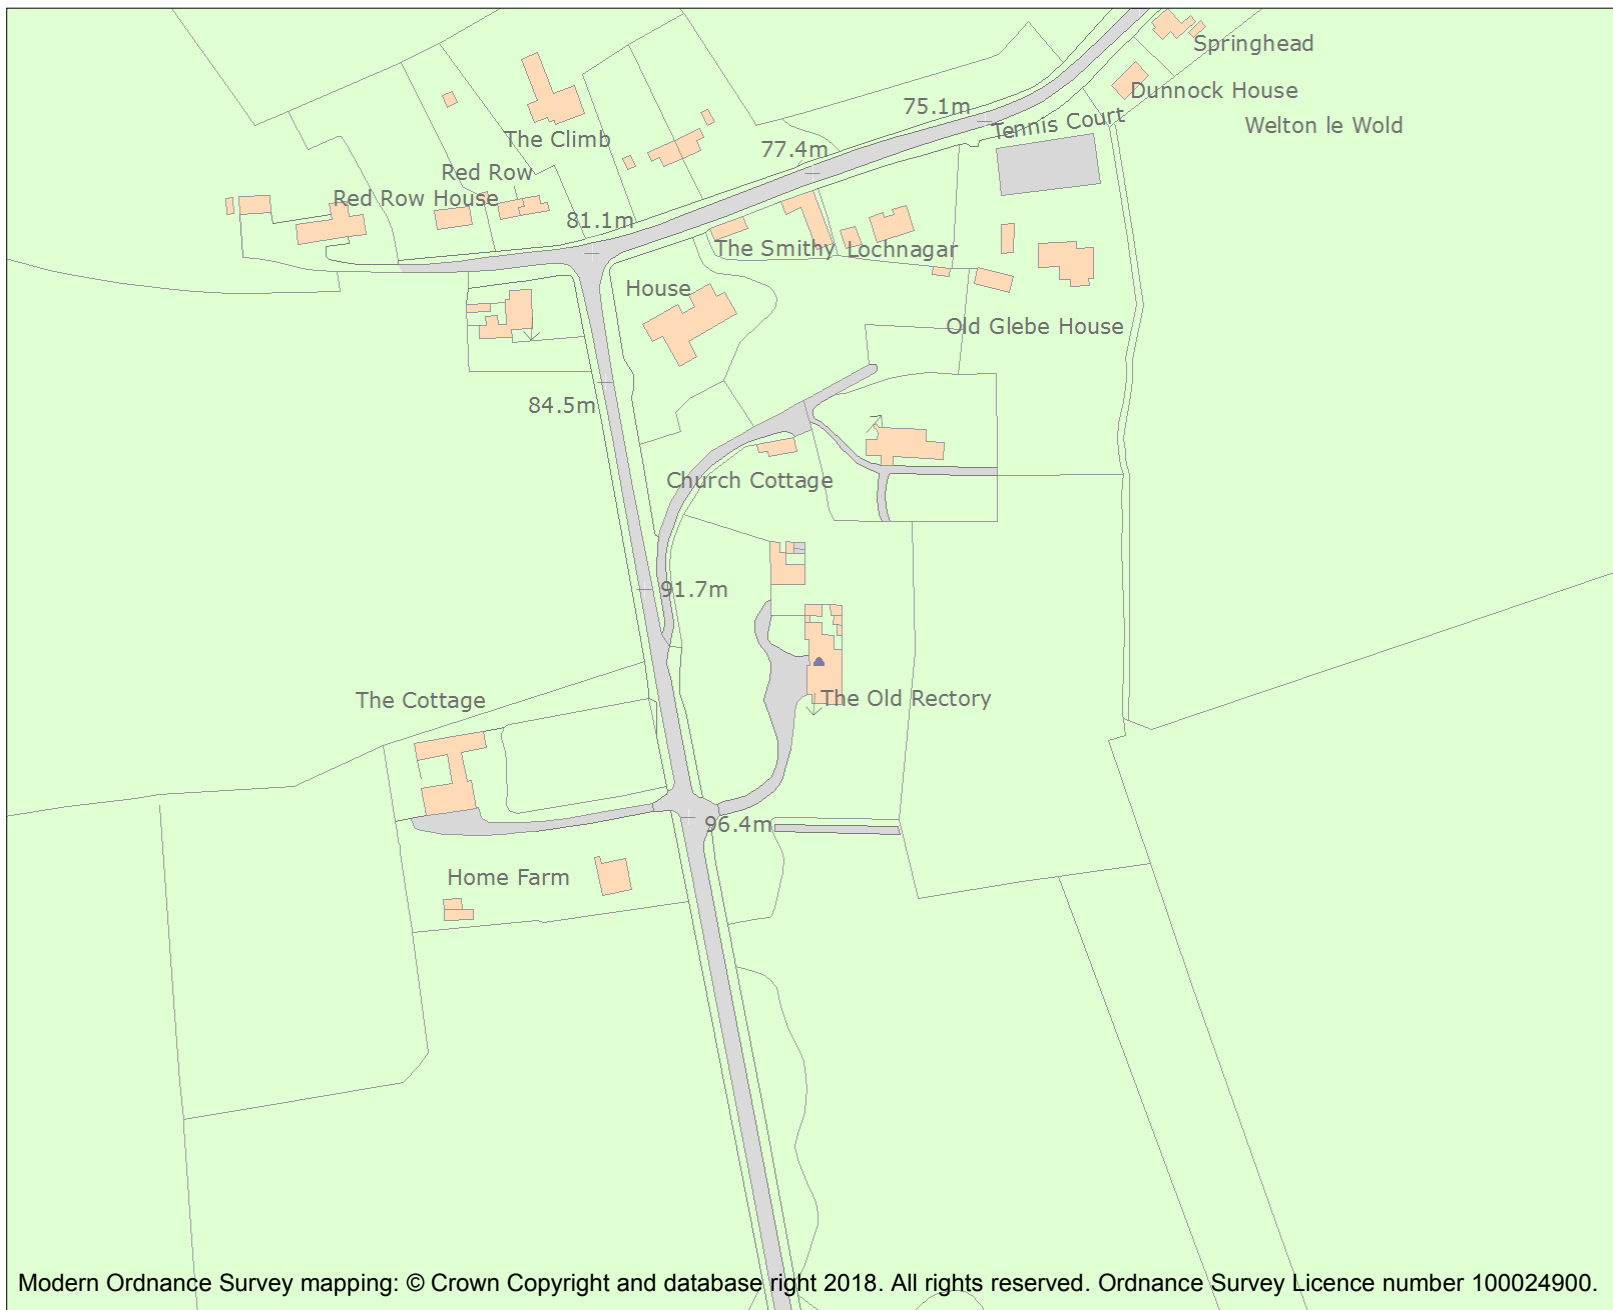 Springhead
Dunnock House
75.1m
Tennis Court
Welton le Wold
The Climb
77.4m
Red Row
Red Row House
81.1m
The Smithy
Lochnagar
House
Old Glebe House
84.5m
Church Cottage
91.7m
The Cottage
The Old Rectory
96.4m
Home Farm
Modern Ordnance Survey mapping: © Crown Copyright and database right 2018. All rights reserved. Ordnance Survey Licence number 100024900.